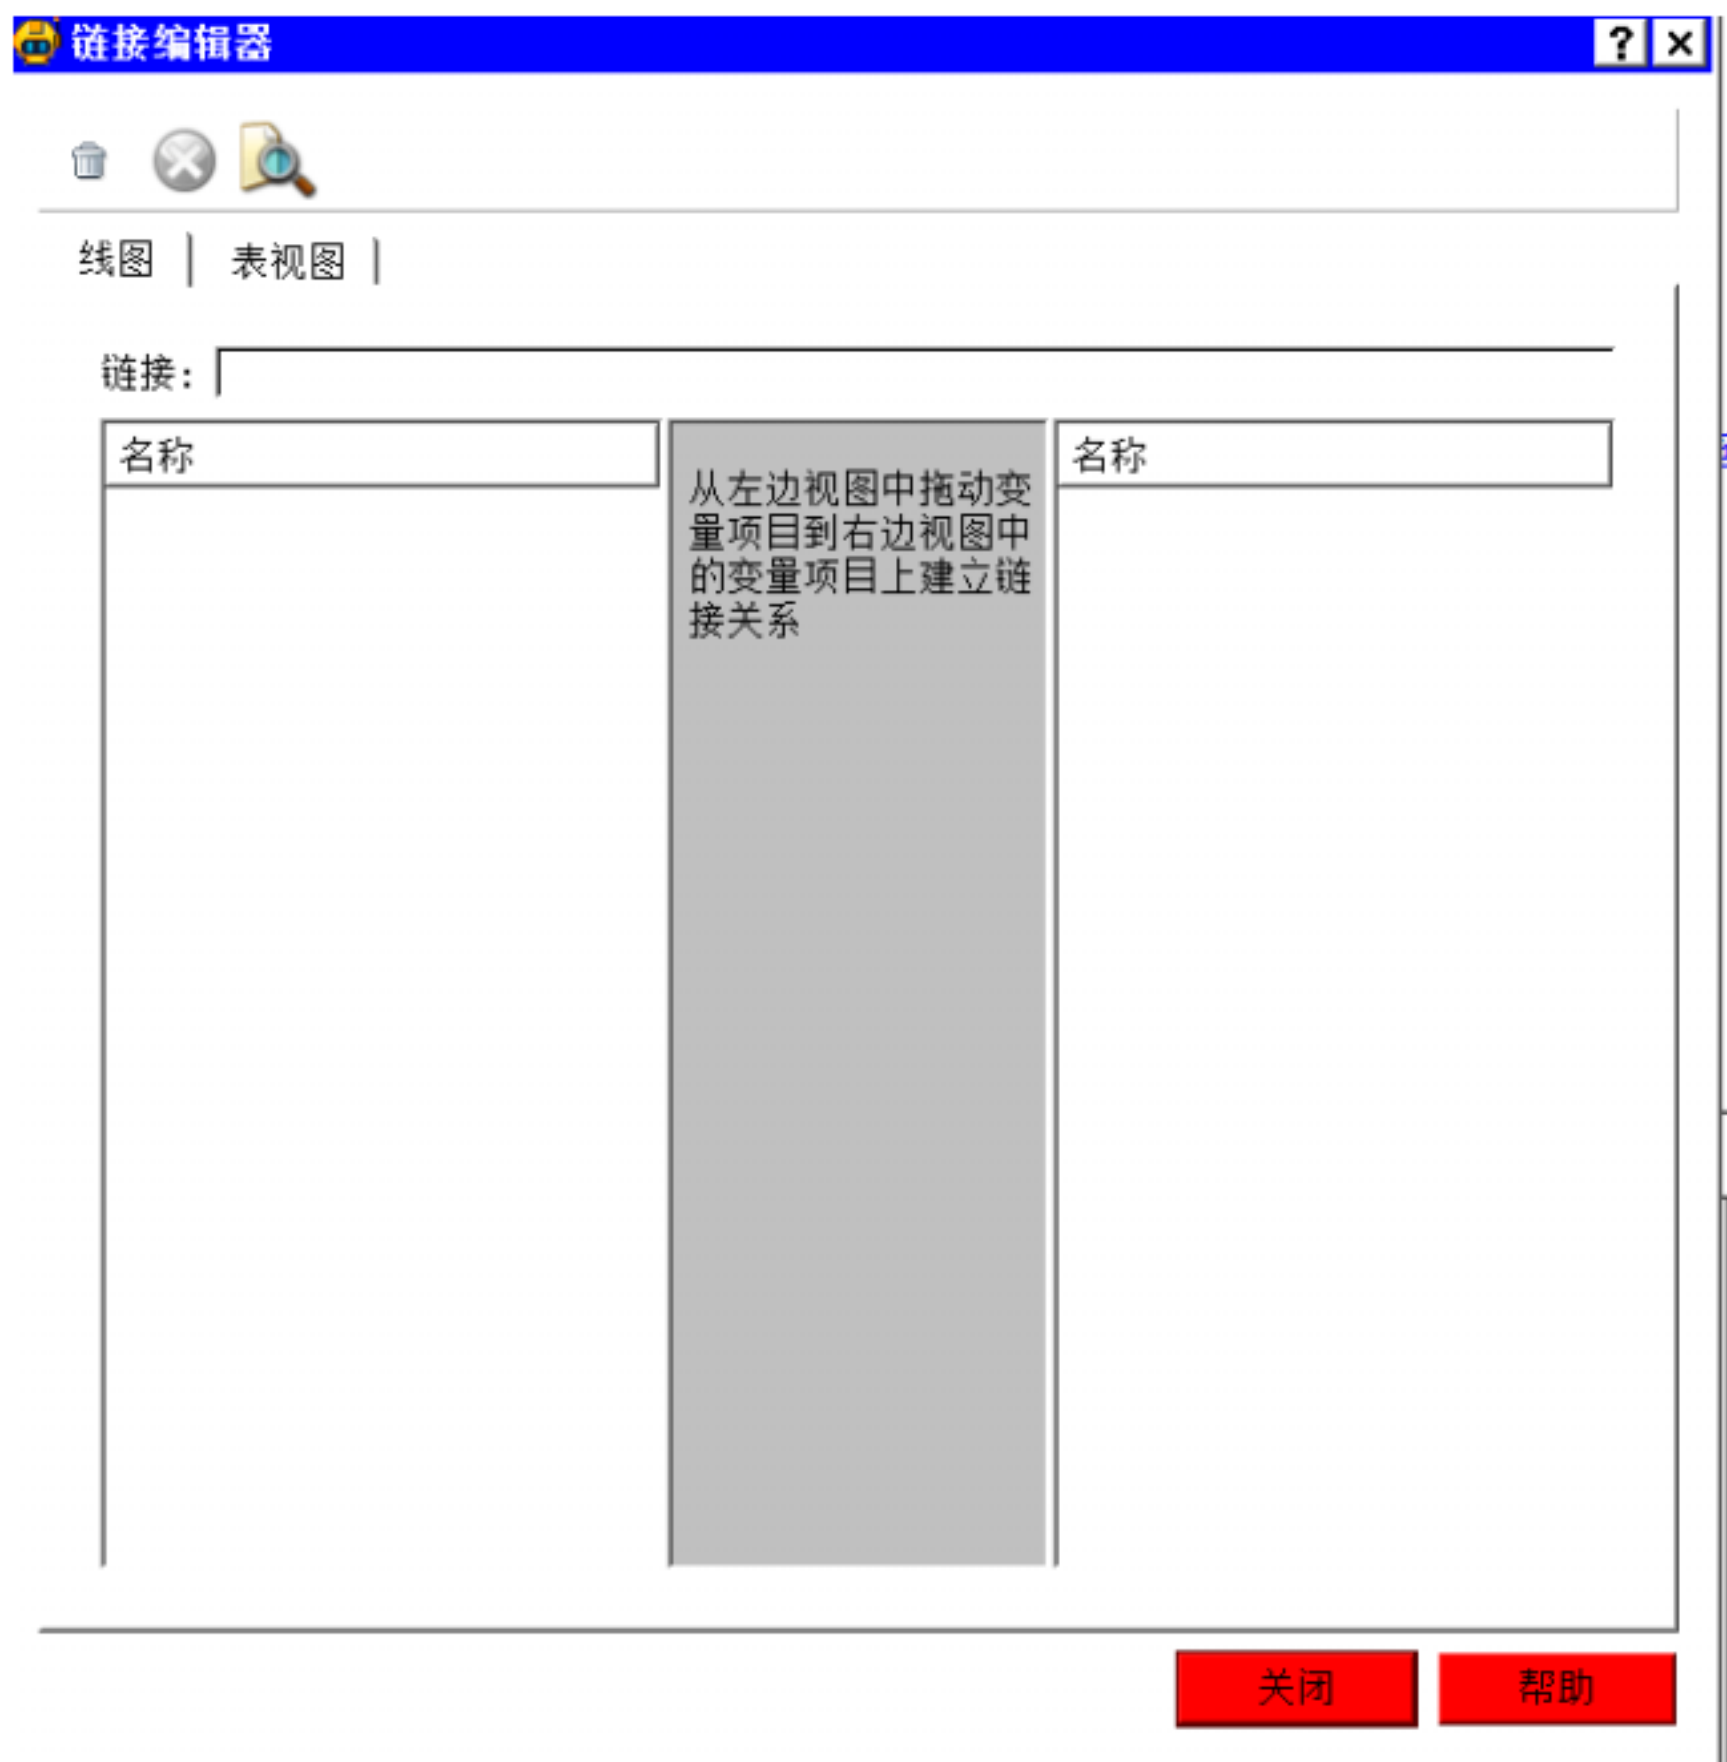 链接编辑器
线图
表视图
链接:
名称
从左边视图中拖动变
量项目到右边视图中
的变量项目上建立链
接关系
名称
关闭
帮助